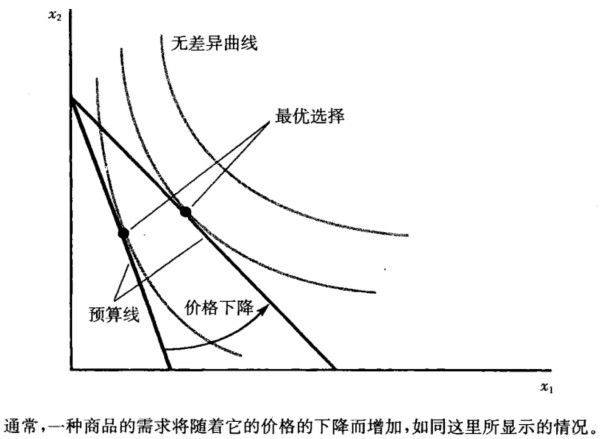 x₂
无差异曲线
最优选择
预算线
价格下降
x₁
通常,一种商品的需求将随着它的价格的下降而增加,如同这里所显示的情况。